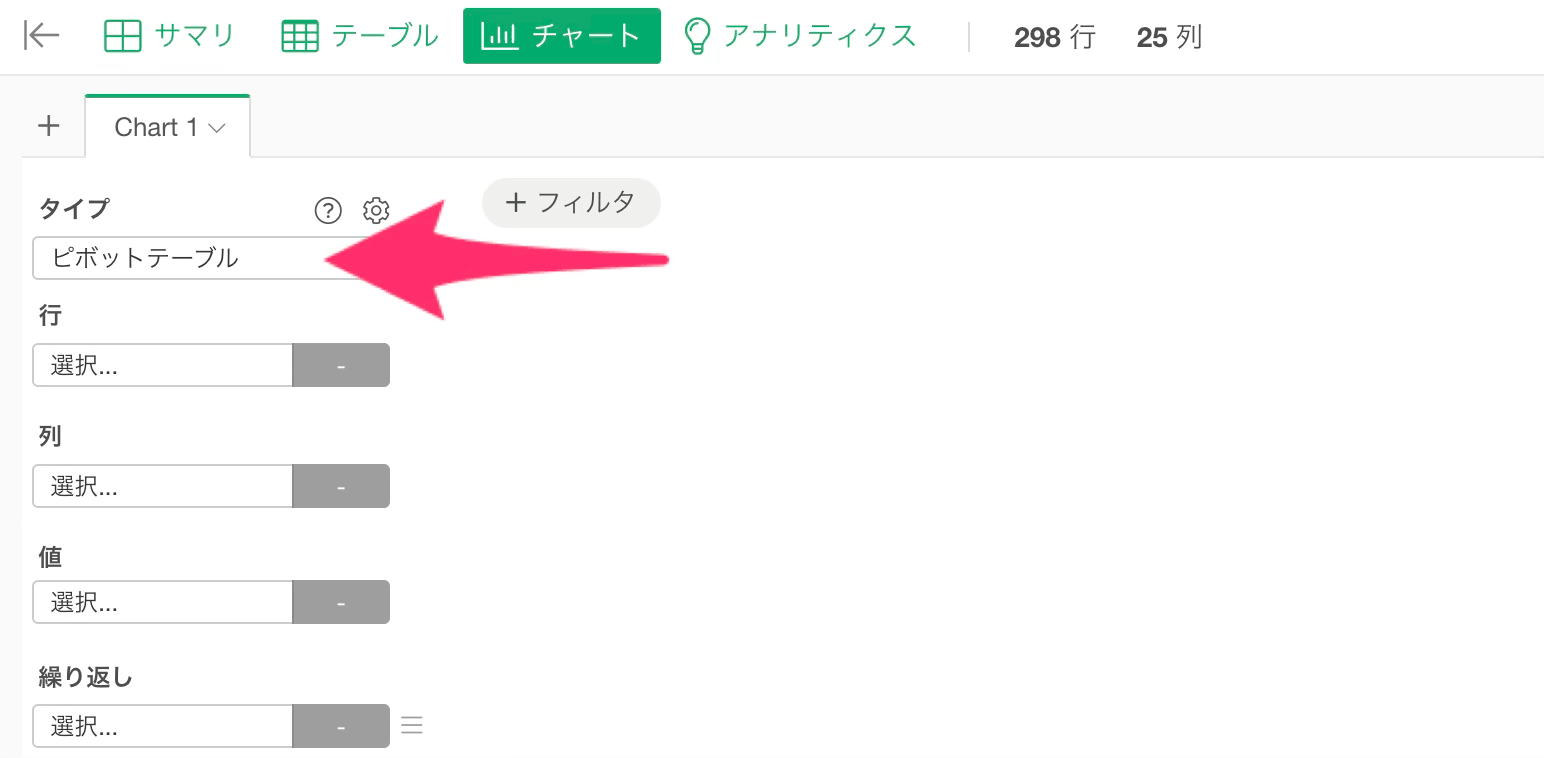 サマリ テーブル チャート アナリティクス 298 行 25 列
+ Chart 1
タイプ ?
+ フィルタ
ピボットテーブル
行
選択... -
列
選択... -
値
選択... -
繰り返し
選択... -